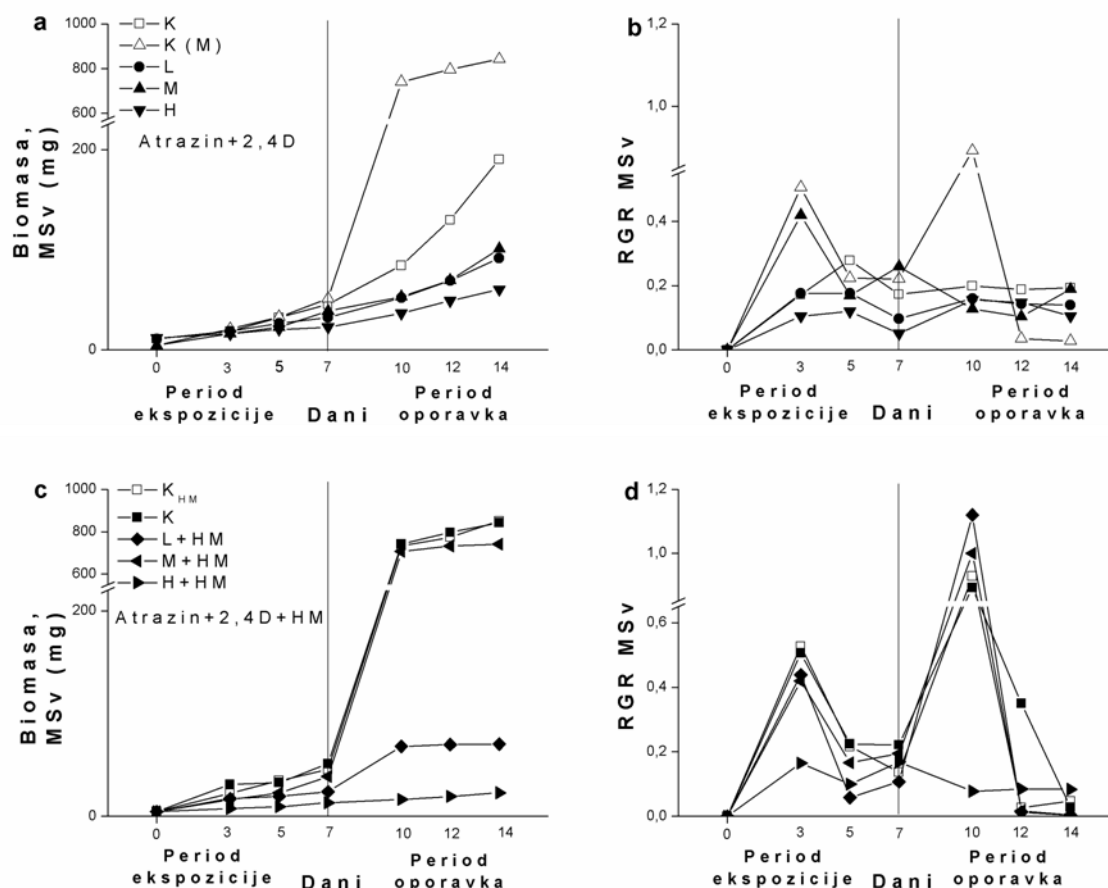 a
1000
800
600
200
0
Biomasa,
MSv (mg)
K
K (M)
L
M
H
Atrazin+2,4D
0 3 5 7 10 12 14
Period
ekspozicije
Dani
Period
oporavka
b
1,2
1,0
0,4
0,2
0,0
RGR MSv
0 3 5 7 10 12 14
Period
ekspozicije
Dani
Period
oporavka
c
1000
800
600
200
0
Biomasa,
MSv (mg)
K HM
K
L+HM
M+HM
H+HM
Atrazin+2,4D+HM
0 3 5 7 10 12 14
Period
ekspozicije
Dani
Period
oporavka
d
1,2
1,0
0,6
0,4
0,2
0,0
RGR MSv
0 3 5 7 10 12 14
Period
ekspozicije
Dani
Period
oporavka